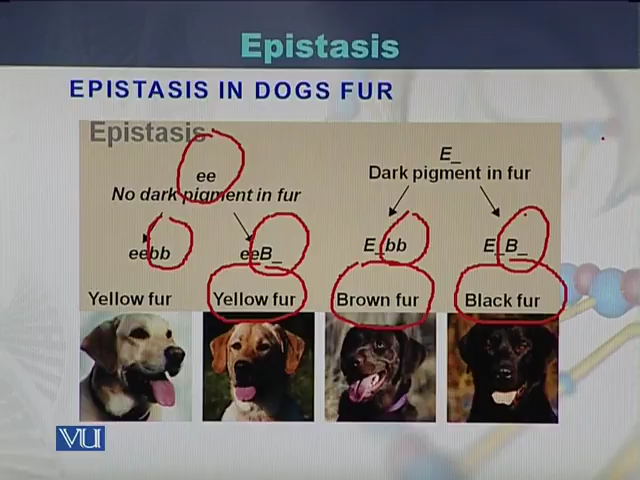 Epistasis
EPISTASIS IN DOGS FUR
Epistasis
ee
No dark pigment in fur
E_
Dark pigment in fur
eebb
eeB_
E_bb
E_B_
Yellow fur
Yellow fur
Brown fur
Black fur
VU